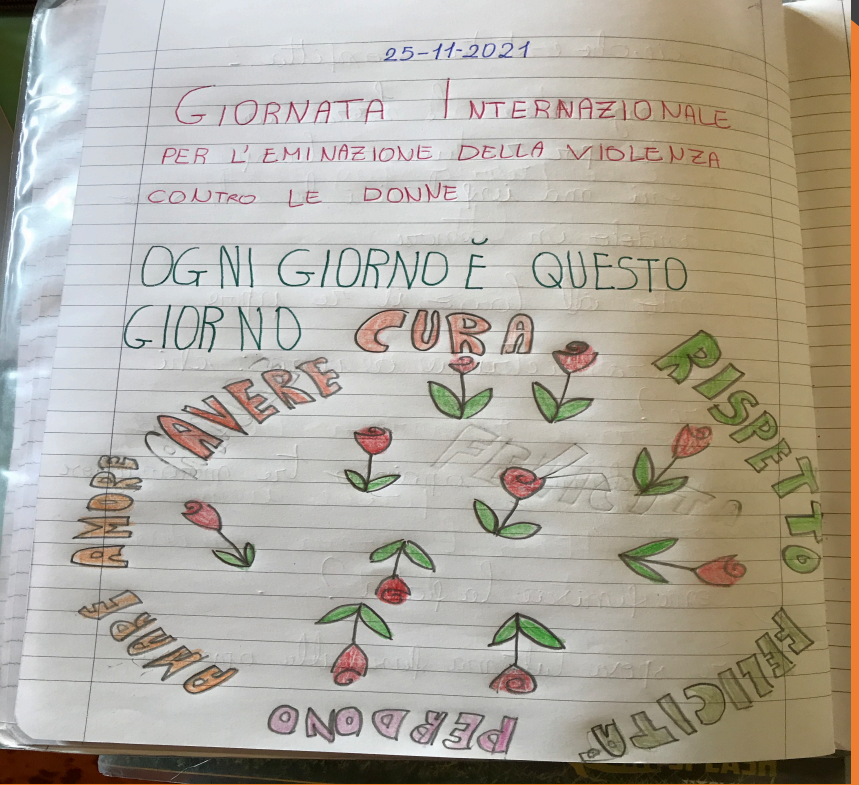 25-11-2021
GIORNATA INTERNAZIONALE
PER L'EMINAZIONE DELLA VIOLENZA
CONTRO LE DONNE
OGNI GIORNO È QUESTO
GIORNO
CURA
RISPETTO
FELICITA'
PERDONO
AMARE
AMORE
AVERE